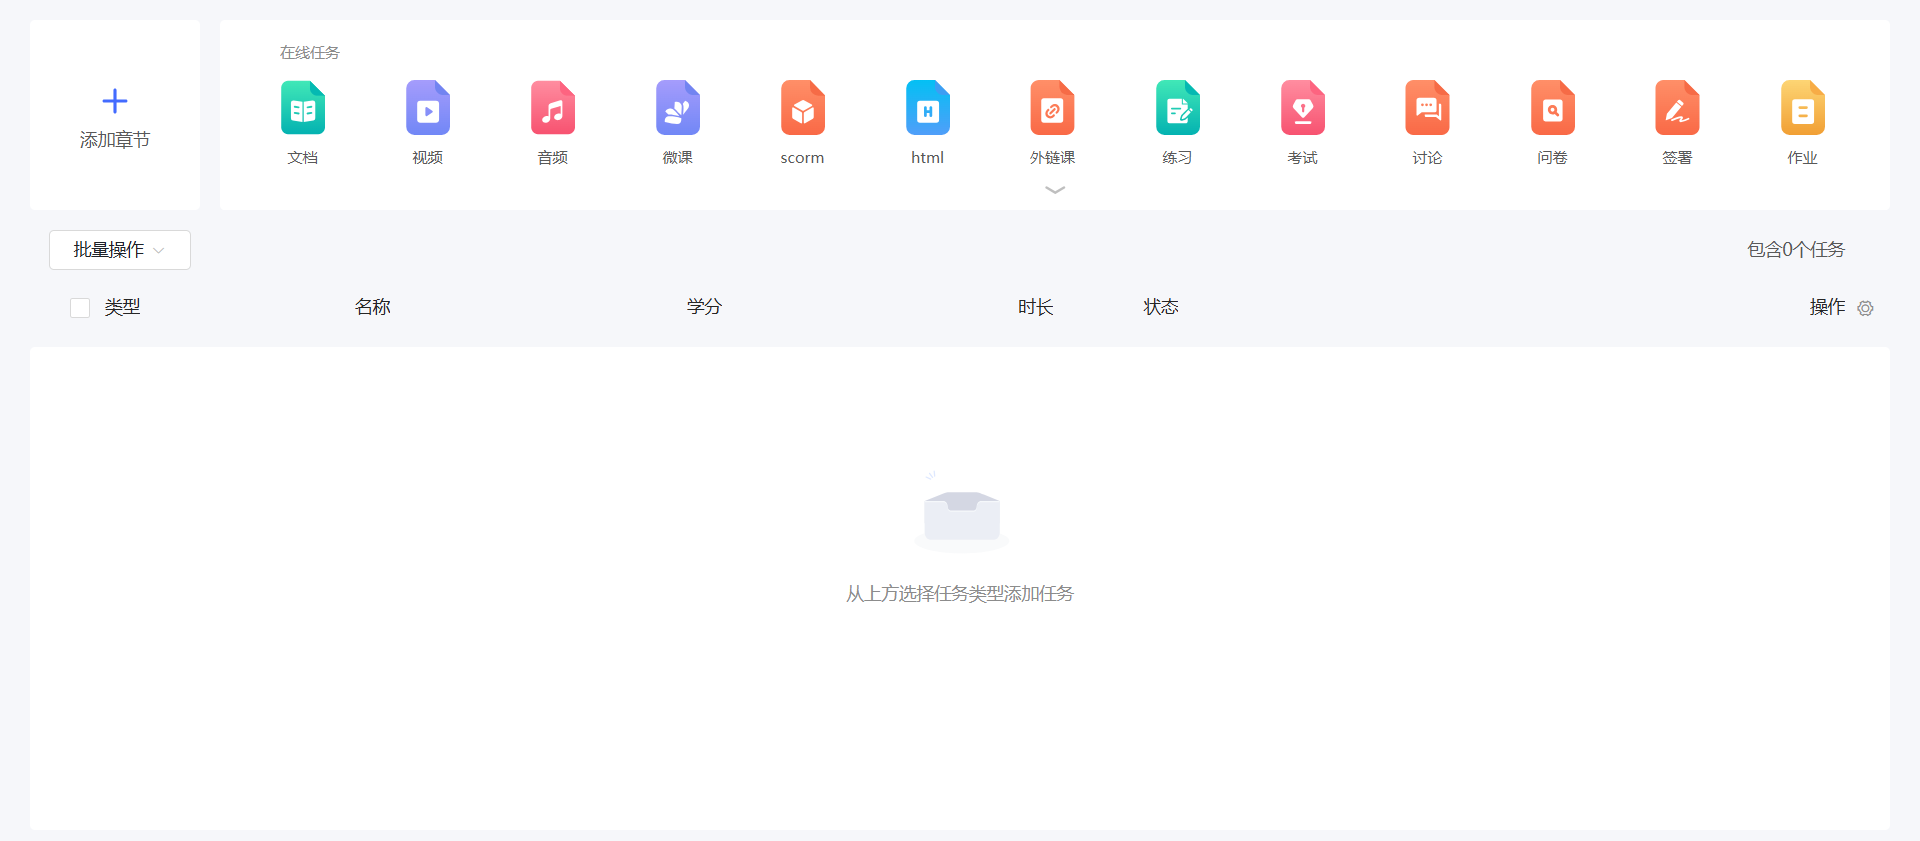 添加章节
在线任务
文档 视频 音频 微课 scorm html 外链课 练习 考试 讨论 问卷 签署 作业
批量操作
包含0个任务
类型 名称 学分 时长 状态 操作
从上方选择任务类型添加任务